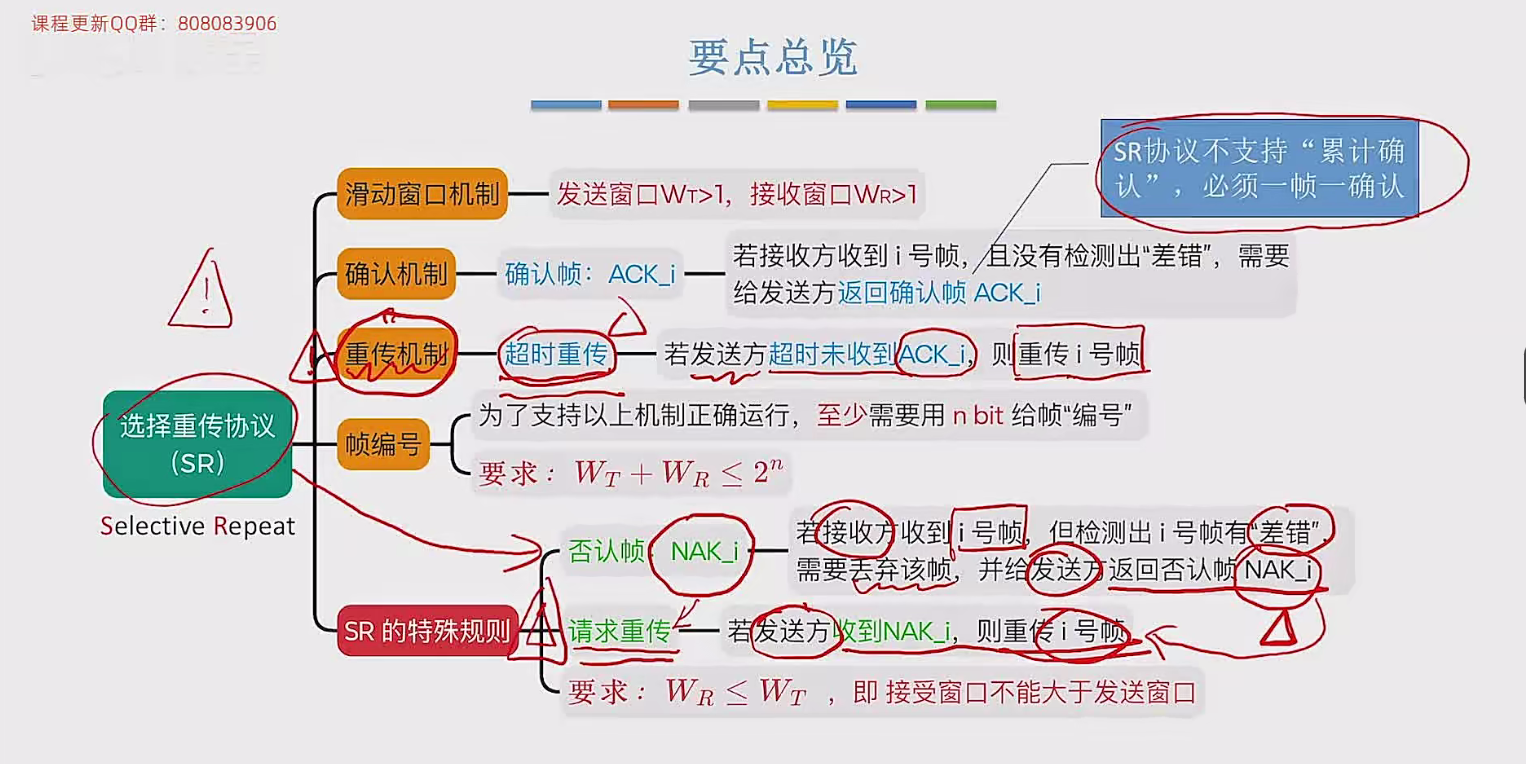 课程更新QQ群：808083906
要点总览
SR协议不支持“累计确
认”，必须一帧一确认
滑动窗口机制
发送窗口WT>1，接收窗口WR>1
确认机制
确认帧：ACK_i
若接收方收到 i 号帧，且没有检测出“差错”，需要
给发送方返回确认帧 ACK_i
重传机制
超时重传
若发送方超时未收到ACK_i，则重传 i 号帧
选择重传协议
（SR）
Selective Repeat
帧编号
为了支持以上机制正确运行，至少需要用 n bit 给帧“编号”
要求：W_T + W_R ≤ 2^n
SR 的特殊规则
否认帧：NAK_i
若接收方收到 i 号帧，但检测出 i 号帧有“差错”，
需要丢弃该帧，并给发送方返回否认帧 NAK_i
请求重传
若发送方收到NAK_i，则重传 i 号帧
要求：W_R ≤ W_T ，即 接受窗口不能大于发送窗口